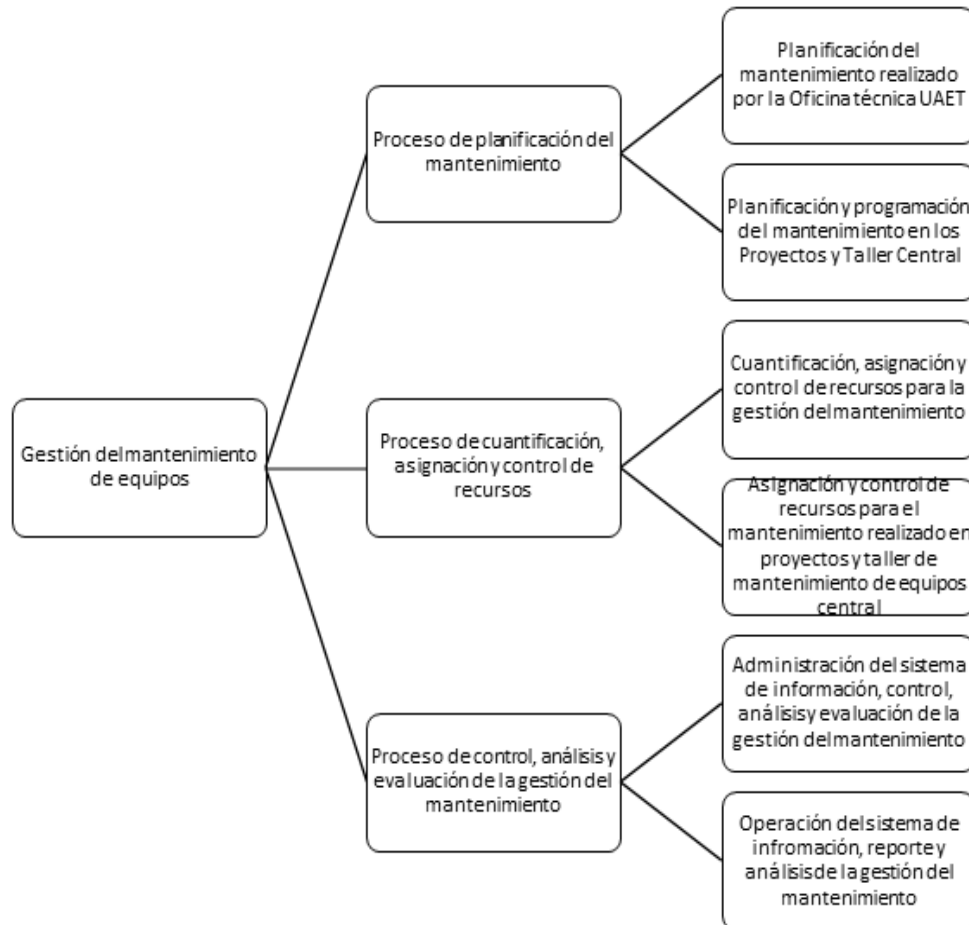 Gestión del mantenimiento
de equipos
Proceso de planificación del
mantenimiento
Planificación del
mantenimiento realizado
por la Oficina técnica UAET
Planificación y programación
del mantenimiento en los
Proyectos y Taller Central
Proceso de cuantificación,
asignación y control de
recursos
Cuantificación, asignación y
control de recursos para la
gestión del mantenimiento
Asignación y control de
recursos para el
mantenimiento realizado en
proyectos y taller de
mantenimiento de equipos
central
Proceso de control, análisis y
evaluación de la gestión del
mantenimiento
Administración del sistema
de información, control,
análisis y evaluación de la
gestión del mantenimiento
Operación del sistema de
infromación, reporte y
análisis de la gestión del
mantenimiento